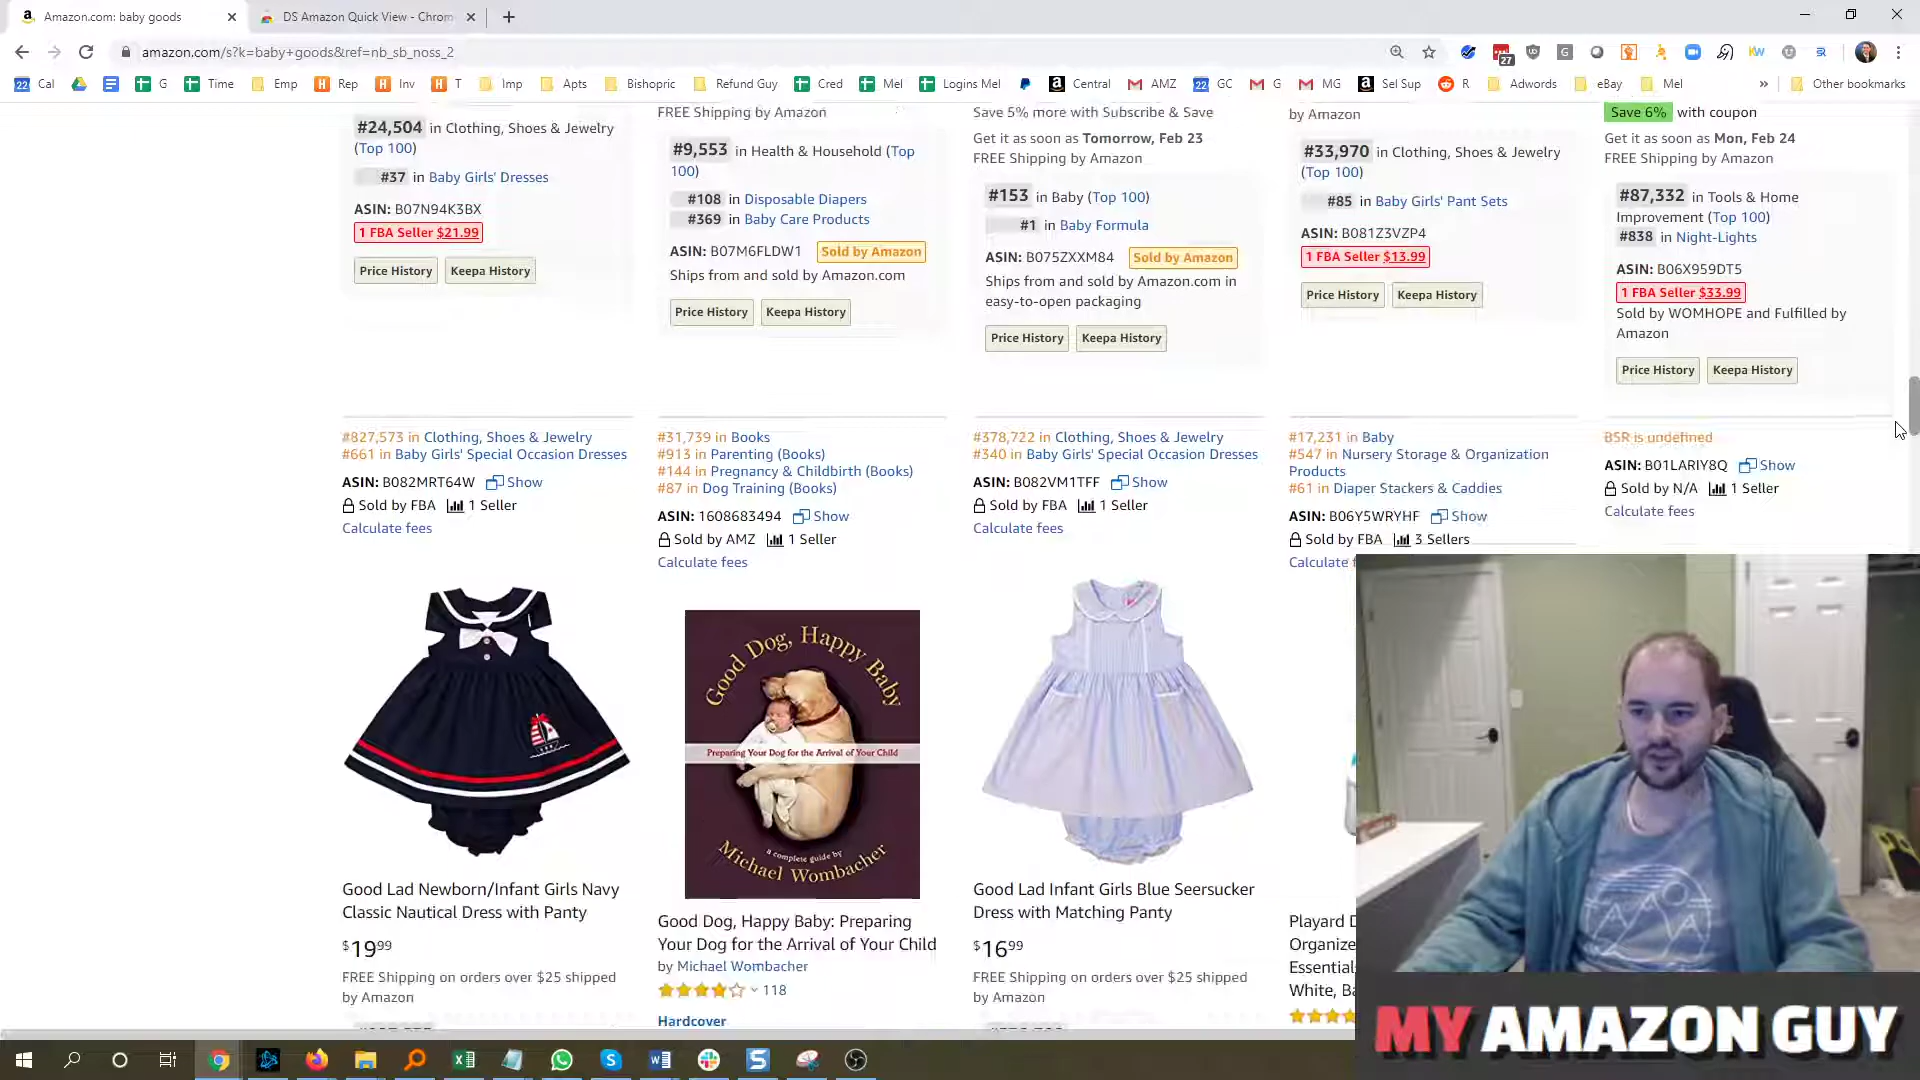 Amazon.com: baby goods
DS Amazon Quick View - Chrom
amazon.com/s?k=baby+goods&ref=nb_sb_noss_2
27
22 Cal
G
Time
Emp
Rep
Inv
T
Imp
Apts
Bishopric
Refund Guy
Cred
Mel
Logins Mel
Central
AMZ
22 GC
G
MG
Sel Sup
R
Adwords
eBay
Mel
»
Other bookmarks
#24,504 in Clothing, Shoes & Jewelry
(Top 100)
#37 in Baby Girls' Dresses
ASIN: B07N94K3BX
1 FBA Seller $21.99
Price History
Keepa History
FREE Shipping by Amazon
#9,553 in Health & Household (Top
100)
#108 in Disposable Diapers
#369 in Baby Care Products
ASIN: B07M6FLDW1 Sold by Amazon
Ships from and sold by Amazon.com
Price History
Keepa History
Save 5% more with Subscribe & Save
Get it as soon as Tomorrow, Feb 23
FREE Shipping by Amazon
#153 in Baby (Top 100)
#1 in Baby Formula
ASIN: B075ZXXM84 Sold by Amazon
Ships from and sold by Amazon.com in
easy-to-open packaging
Price History
Keepa History
by Amazon
#33,970 in Clothing, Shoes & Jewelry
(Top 100)
#85 in Baby Girls' Pant Sets
ASIN: B081Z3VZP4
1 FBA Seller $13.99
Price History
Keepa History
Save 6% with coupon
Get it as soon as Mon, Feb 24
FREE Shipping by Amazon
#87,332 in Tools & Home
Improvement (Top 100)
#838 in Night-Lights
ASIN: B06X959DT5
1 FBA Seller $33.99
Sold by WOMHOPE and Fulfilled by
Amazon
Price History
Keepa History
#827,573 in Clothing, Shoes & Jewelry
#661 in Baby Girls' Special Occasion Dresses
ASIN: B082MRT64W Show
Sold by FBA 1 Seller
Calculate fees
#31,739 in Books
#913 in Parenting (Books)
#144 in Pregnancy & Childbirth (Books)
#87 in Dog Training (Books)
ASIN: 1608683494 Show
Sold by AMZ 1 Seller
Calculate fees
#378,722 in Clothing, Shoes & Jewelry
#340 in Baby Girls' Special Occasion Dresses
ASIN: B082VM1TFF Show
Sold by FBA 1 Seller
Calculate fees
#17,231 in Baby
#547 in Nursery Storage & Organization
Products
#61 in Diaper Stackers & Caddies
ASIN: B06Y5WRYHF Show
Sold by FBA 3 Sellers
Calculate f
BSR is undefined
ASIN: B01LARIY8Q Show
Sold by N/A 1 Seller
Calculate fees
Good Dog, Happy Baby
Preparing Your Dog for the Arrival of Your Child
a complete guide by
Michael Wombacher
Good Lad Newborn/Infant Girls Navy
Classic Nautical Dress with Panty
$19 99
FREE Shipping on orders over $25 shipped
by Amazon
Good Dog, Happy Baby: Preparing
Your Dog for the Arrival of Your Child
by Michael Wombacher
118
Hardcover
Good Lad Infant Girls Blue Seersucker
Dress with Matching Panty
$16 99
FREE Shipping on orders over $25 shipped
by Amazon
Playard D
Organize
Essential
White, Ba
MY AMAZON GUY